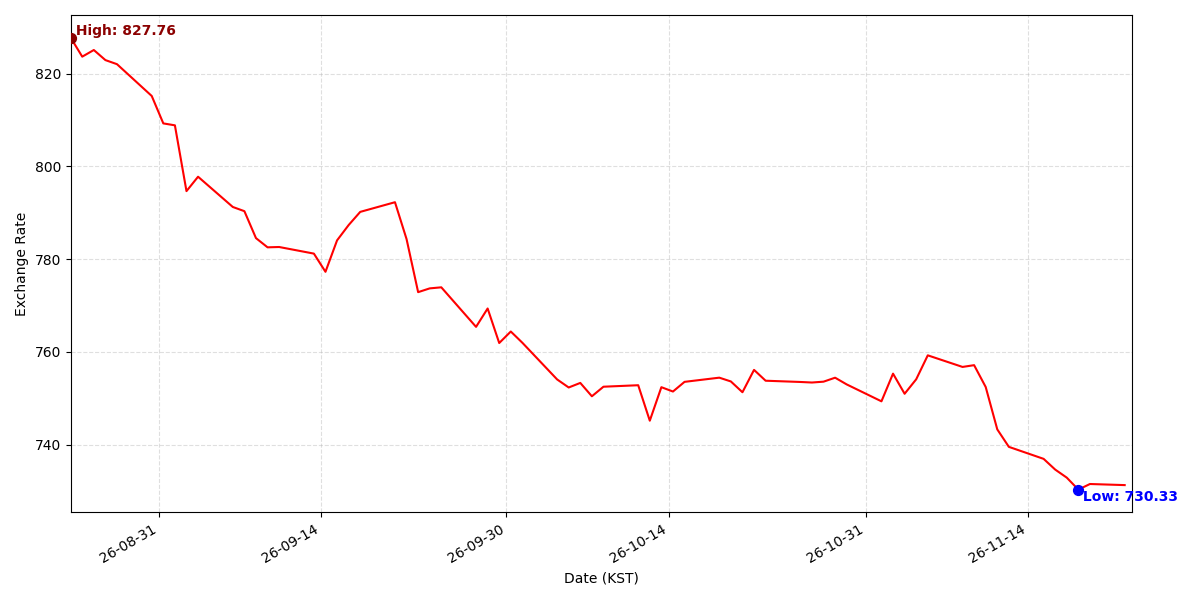 High: 827.76
820
800
780
760
740
Exchange Rate
Low: 730.33
26-08-31
26-09-14
26-09-30
26-10-14
26-10-31
26-11-14
Date (KST)